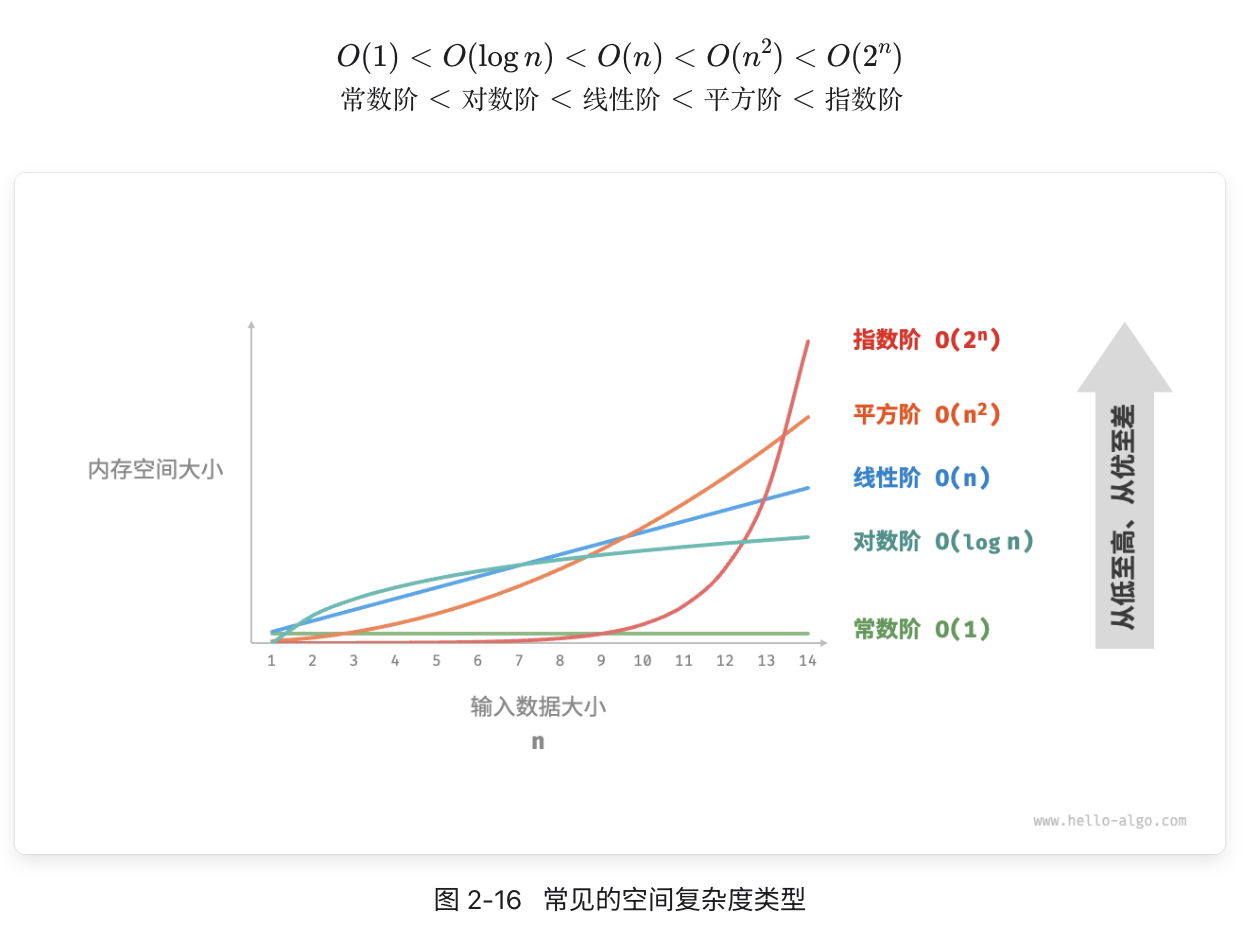 O(1) < O(log n) < O(n) < O(n²) < O(2ⁿ)
常数阶 < 对数阶 < 线性阶 < 平方阶 < 指数阶
指数阶 O(2ⁿ)
平方阶 O(n²)
内存空间大小
线性阶 O(n)
对数阶 O(log n)
常数阶 O(1)
从低至高、从优至差
1 2 3 4 5 6 7 8 9 10 11 12 13 14
输入数据大小
n
www.hello-algo.com
图 2-16 常见的空间复杂度类型